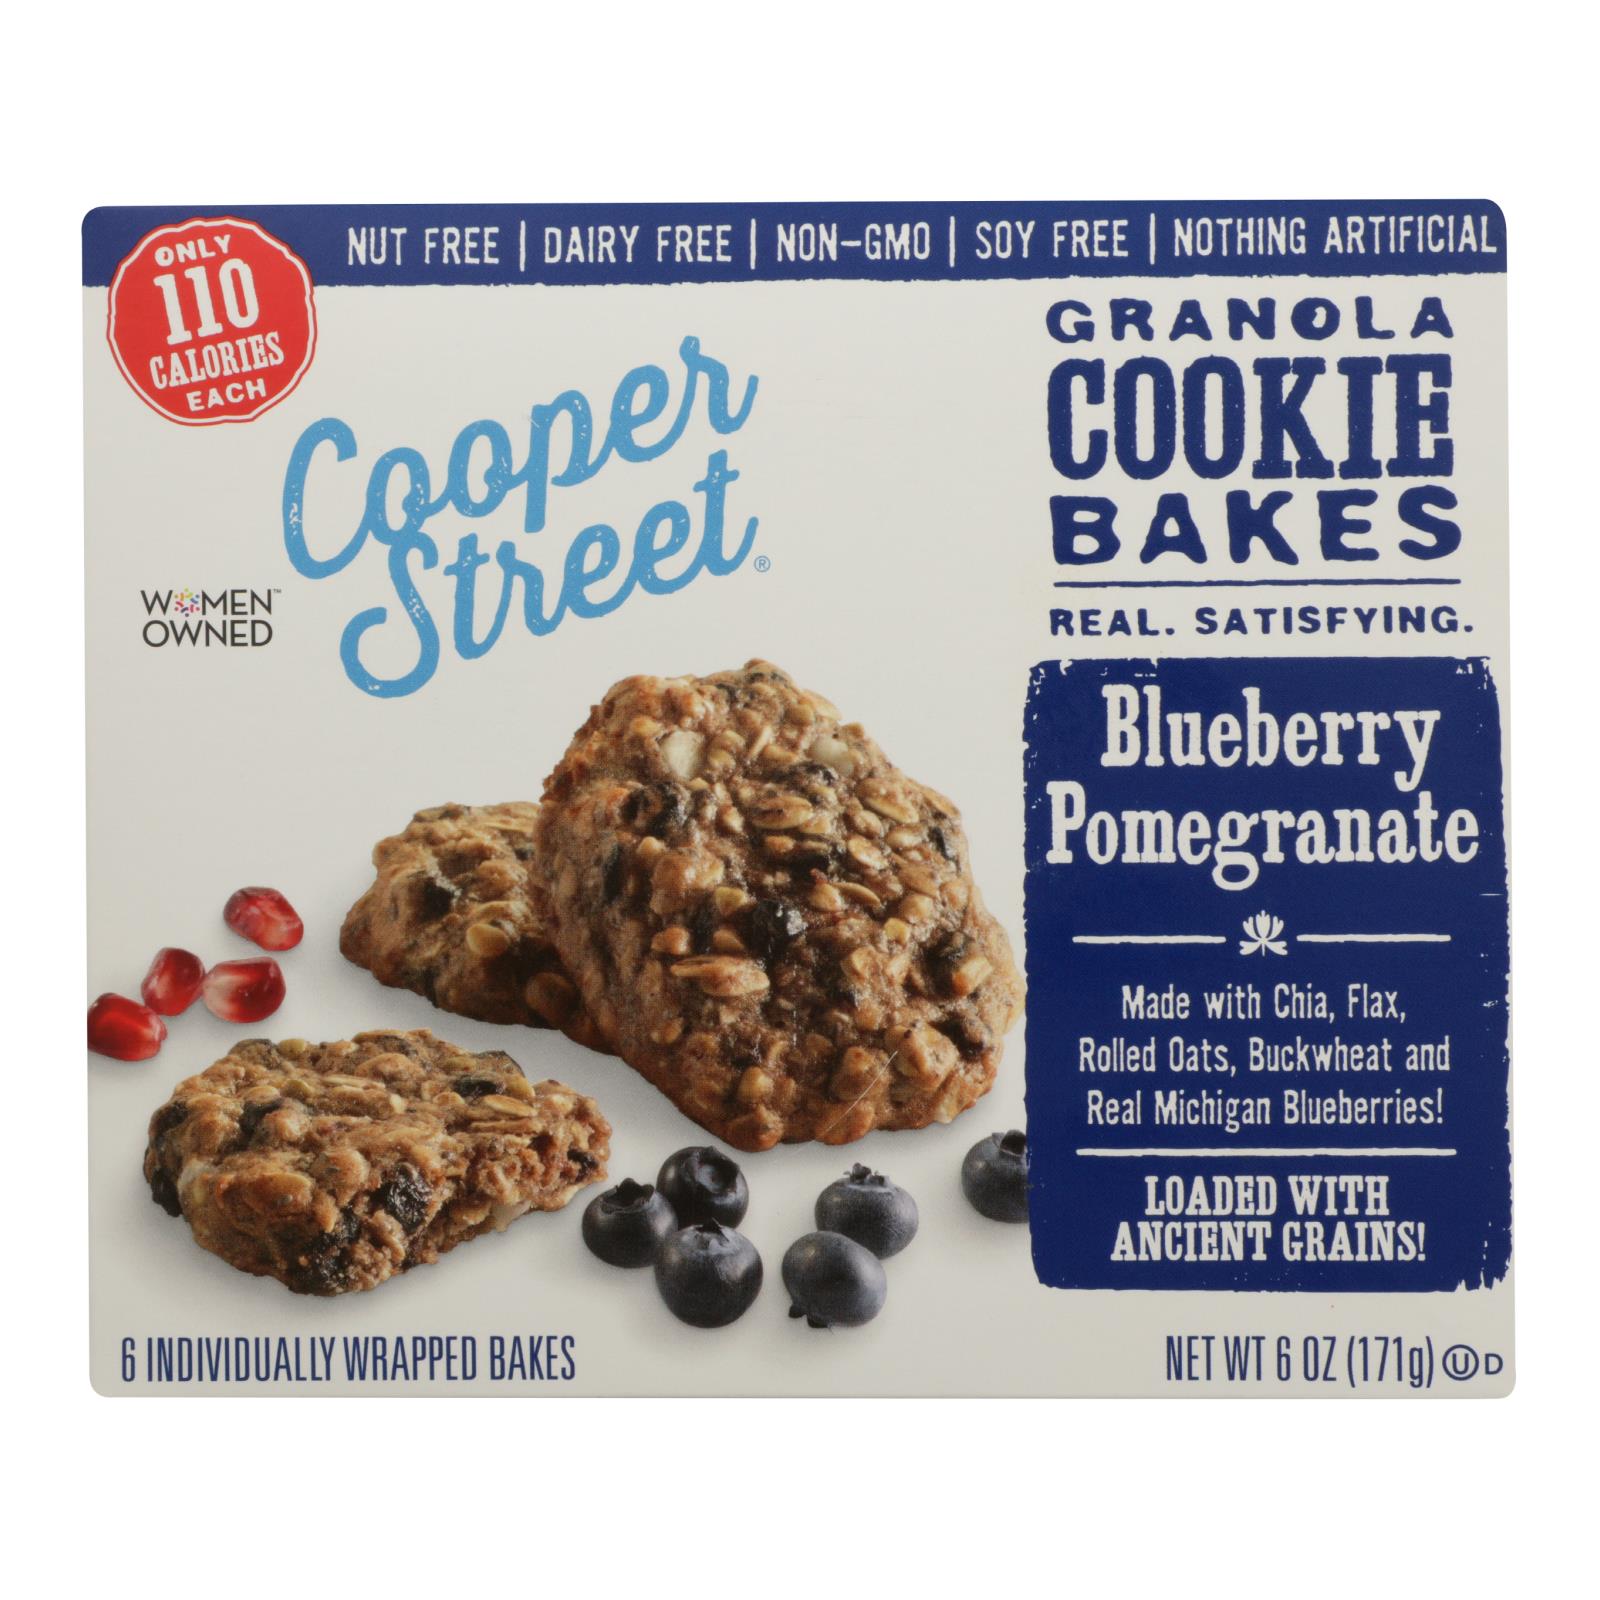 NUT FREE | DAIRY FREE | NON-GMO | SOY FREE | NOTHING ARTIFICIAL
ONLY
110
CALORIES
EACH
Cooper
Street®
WOMEN™
OWNED
GRANOLA
COOKIE
BAKES
REAL. SATISFYING.
Blueberry
Pomegranate
Made with Chia, Flax,
Rolled Oats, Buckwheat and
Real Michigan Blueberries!
LOADED WITH
ANCIENT GRAINS!
6 INDIVIDUALLY WRAPPED BAKES
NET WT 6 OZ (171g) Ⓤ D